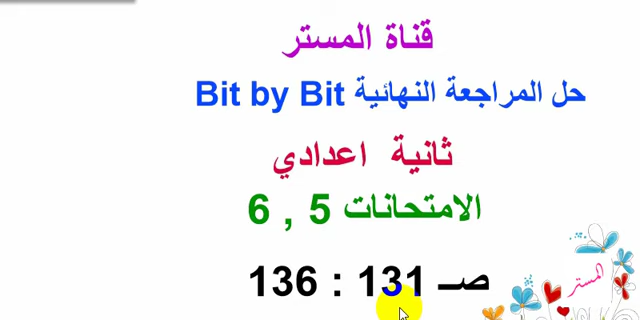 قناة المستر
حل المراجعة النهائية Bit by Bit
ثانية اعدادي
الامتحانات 5 , 6
صـ 131 : 136
المستر